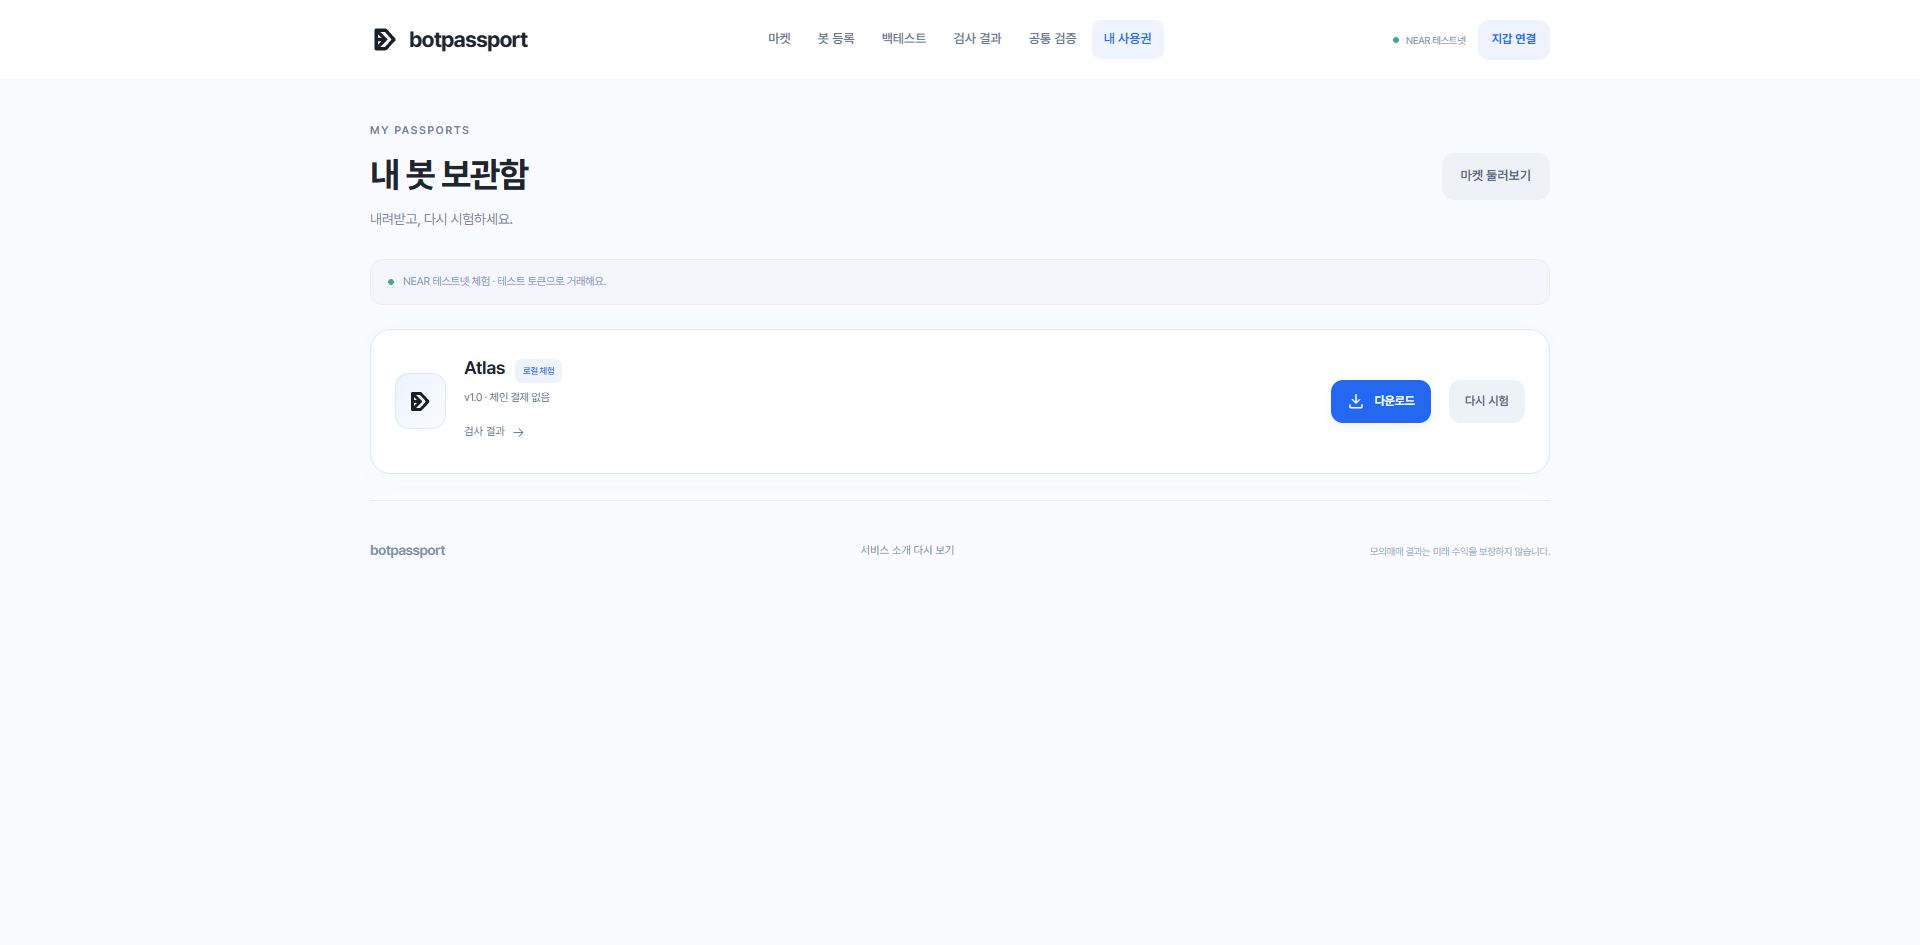 botpassport
마켓
봇 등록
백테스트
검사 결과
공통 검증
내 사용권
NEAR 테스트넷
지갑 연결
MY PASSPORTS
내 봇 보관함
마켓 둘러보기
내려받고, 다시 시험하세요.
NEAR 테스트넷 체험 · 테스트 토큰으로 거래해요.
Atlas
로컬 체험
v1.0 · 체인 결제 없음
검사 결과 →
다운로드
다시 시험
botpassport
서비스 소개 다시 보기
모의매매 결과는 미래 수익을 보장하지 않습니다.